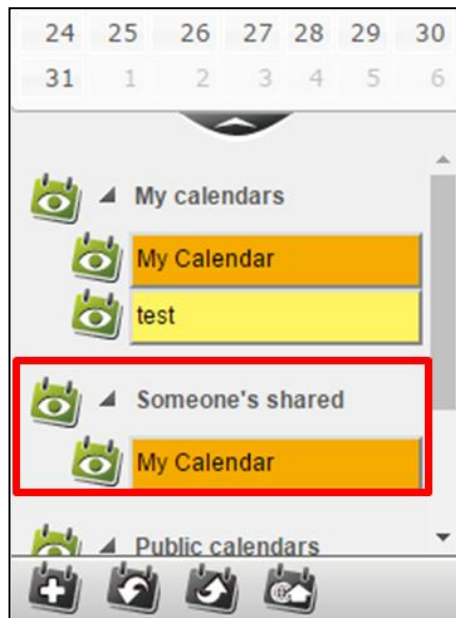 24 25 26 27 28 29 30
31 1 2 3 4 5 6
My calendars
My Calendar
test
Someone's shared
My Calendar
Public calendars